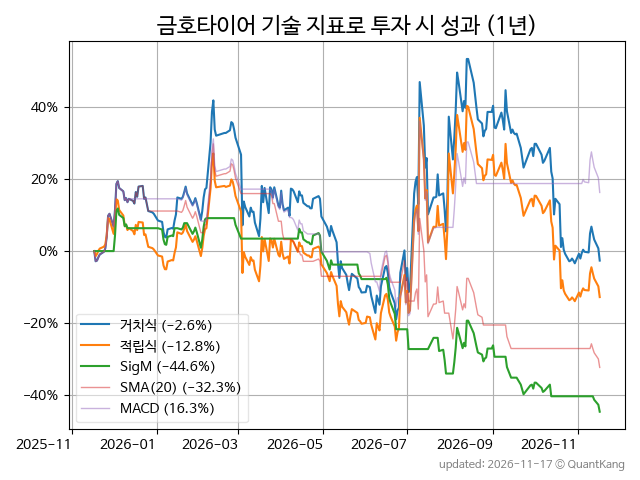 금호타이어 기술 지표로 투자 시 성과 (1년)
40%
20%
0%
−20%
−40%
거치식 (−2.6%)
적립식 (−12.8%)
SigM (−44.6%)
SMA(20) (−32.3%)
MACD (16.3%)
2025-11 2026-01 2026-03 2026-05 2026-07 2026-09 2026-11
updated: 2026-11-17 © QuantKang